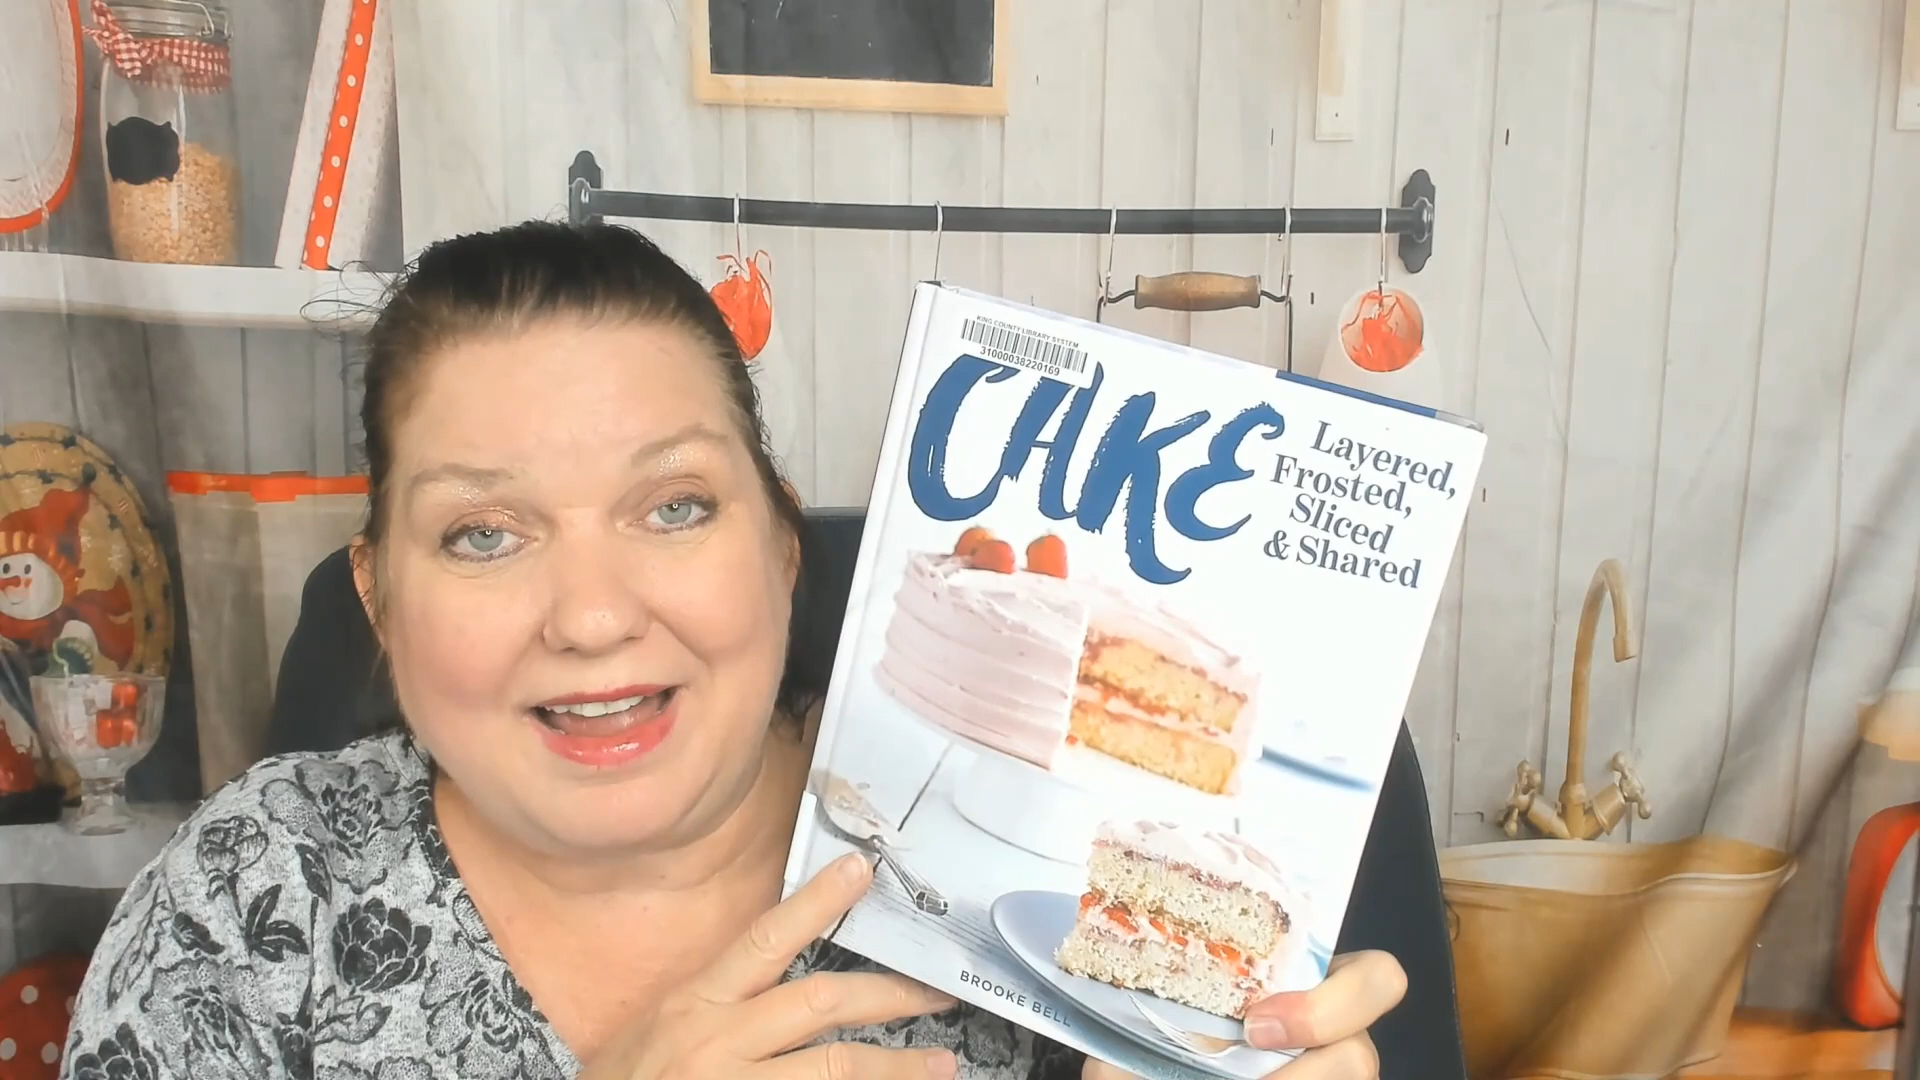 KING COUNTY LIBRARY SYSTEM
31000038220169
CAKE
Layered,
Frosted,
Sliced
& Shared
BROOKE BELL